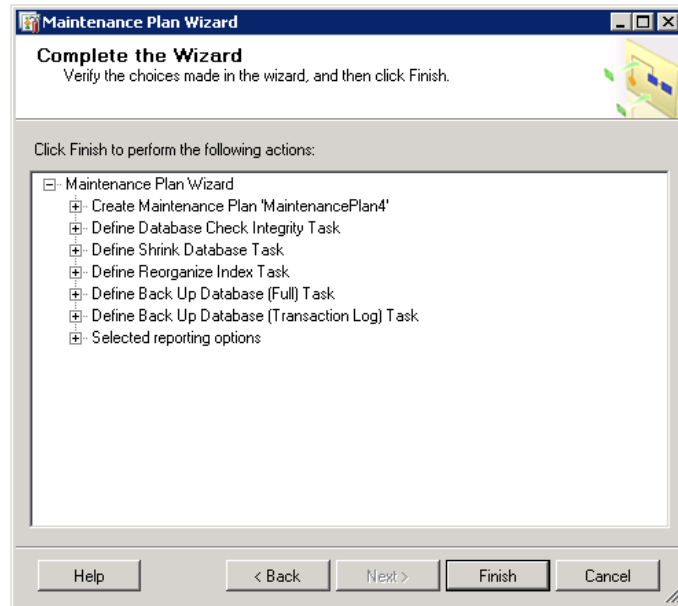 Maintenance Plan Wizard
Complete the Wizard
Verify the choices made in the wizard, and then click Finish.
Click Finish to perform the following actions:
Maintenance Plan Wizard
Create Maintenance Plan 'MaintenancePlan4'
Define Database Check Integrity Task
Define Shrink Database Task
Define Reorganize Index Task
Define Back Up Database (Full) Task
Define Back Up Database (Transaction Log) Task
Selected reporting options
Help < Back Next > Finish Cancel